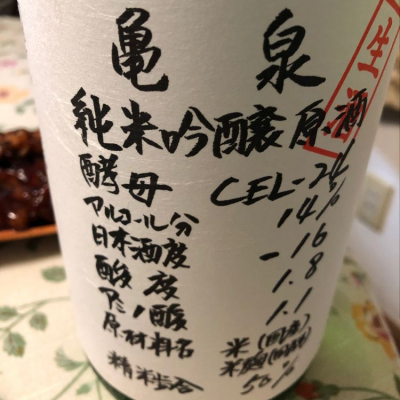 亀泉
生
純米吟醸原酒
酵母 CEL-24
アルコール分 14%
日本酒度 -16
酸度 1.8
アミノ酸 1.1
原材料名 米(国産)
米麹(国産米)
精米歩合 50%